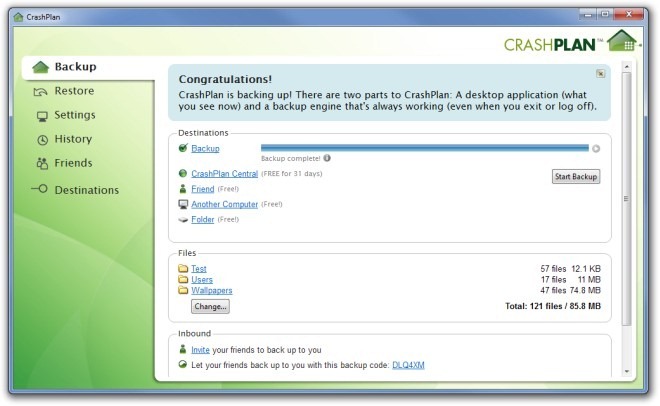 CrashPlan
CRASHPLAN™
Backup
Restore
Settings
History
Friends
Destinations
Congratulations!
CrashPlan is backing up! There are two parts to CrashPlan: A desktop application (what
you see now) and a backup engine that's always working (even when you exit or log off).
Destinations
Backup
Backup complete!
CrashPlan Central (FREE for 31 days)
Start Backup
Friend (Free!)
Another Computer (Free!)
Folder (Free!)
Files
Test 57 files 12.1 KB
Users 17 files 11 MB
Wallpapers 47 files 74.8 MB
Change... Total: 121 files / 85.8 MB
Inbound
Invite your friends to back up to you
Let your friends back up to you with this backup code: DLQ4XM